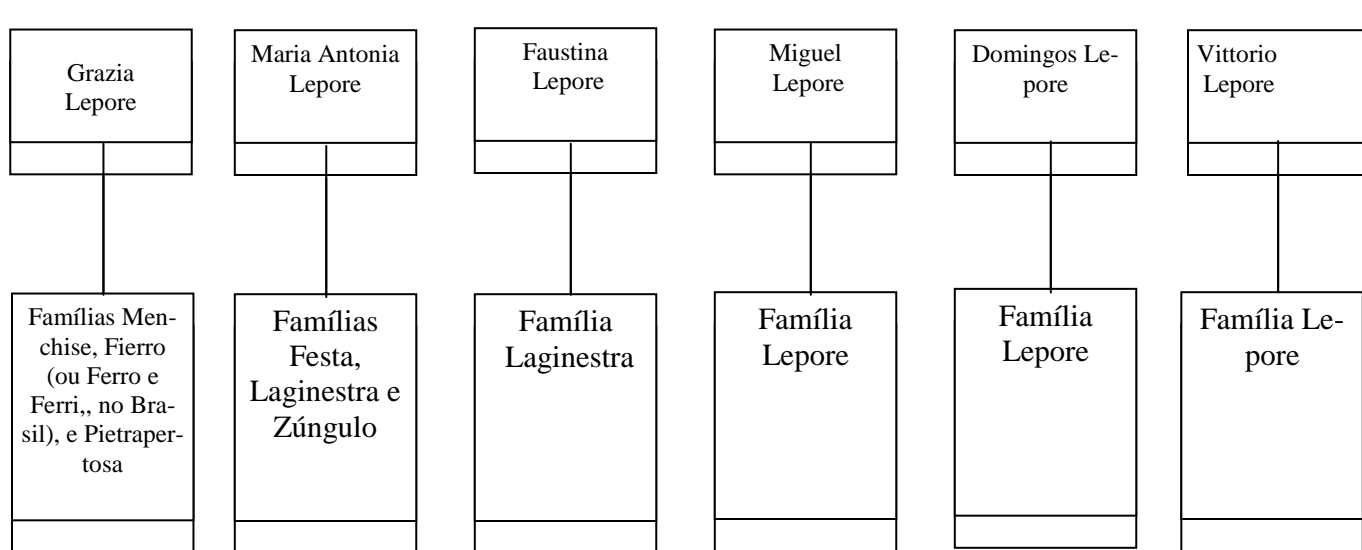 Grazia
Lepore
Maria Antonia
Lepore
Faustina
Lepore
Miguel
Lepore
Domingos Le-
pore
Vittorio
Lepore
Famílias Men-
chise, Fierro
(ou Ferro e
Ferri,, no Bra-
sil), e Pietraper-
tosa
Famílias
Festa,
Laginestra e
Zúngulo
Família
Laginestra
Família
Lepore
Família
Lepore
Família Le-
pore